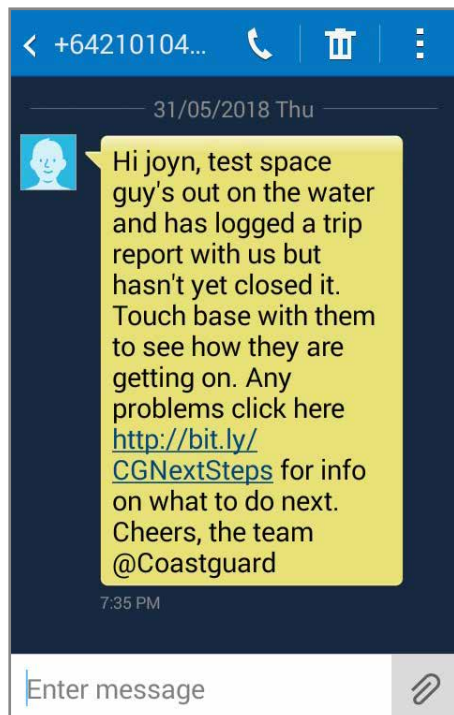 +64210104...
31/05/2018 Thu
Hi joyn, test space
guy's out on the water
and has logged a trip
report with us but
hasn't yet closed it.
Touch base with them
to see how they are
getting on. Any
problems click here
http://bit.ly/
CGNextSteps for info
on what to do next.
Cheers, the team
@Coastguard
7:35 PM
Enter message